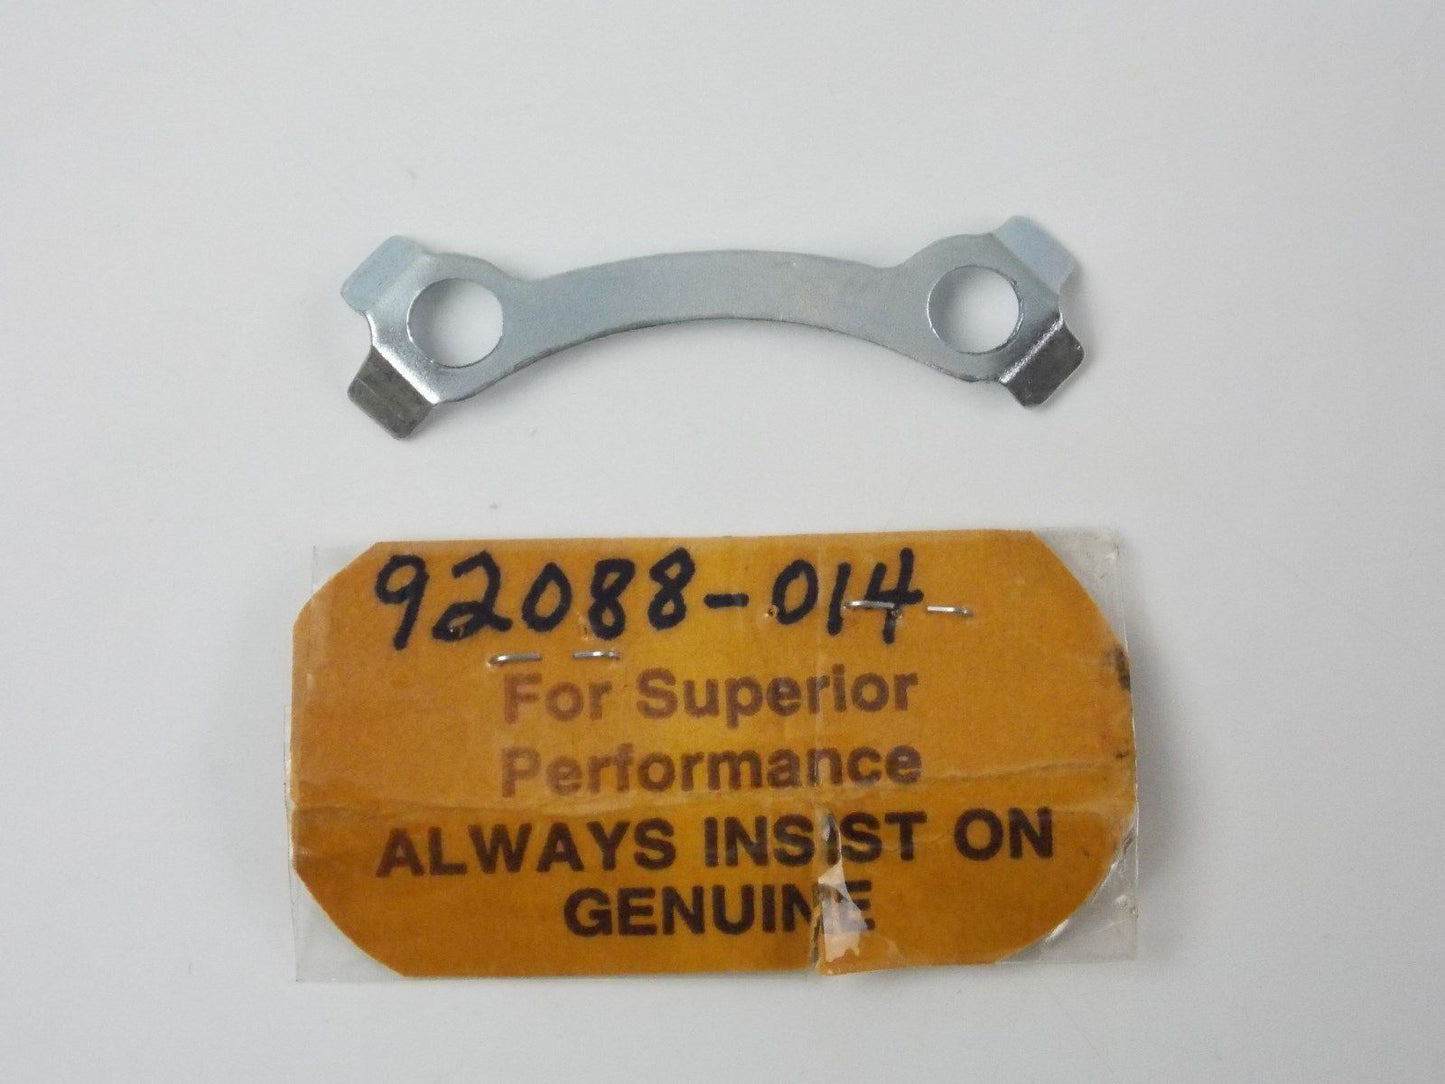 92088-014
For Superior
Performance
ALWAYS INSIST ON
GENUINE